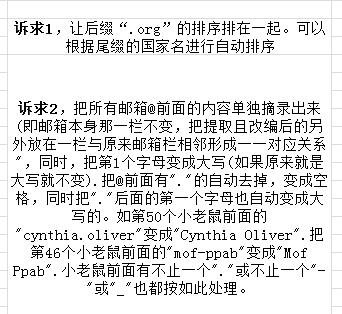 诉求1，让后缀“.org”的排序排在一起。可以
根据尾缀的国家名进行自动排序
诉求2，把所有邮箱@前面的内容单独摘录出来
(即邮箱本身那一栏不变，把提取且改编后的另
外放在一栏与原来邮箱栏相邻形成一一对应关系
"，同时，把第1个字母变成大写(如果原来就是
大写就不变).把@前面有"."的自动去掉，变成空
格，同时把"."后面的第一个字母也自动变成大
写的。如第50个小老鼠前面的
"cynthia.oliver"变成"Cynthia Oliver".把
第46个小老鼠前面的"mof-ppab"变成"Mof
Ppab".小老鼠前面有不止一个"."或不止一个"-
"或"_"也都按如此处理。